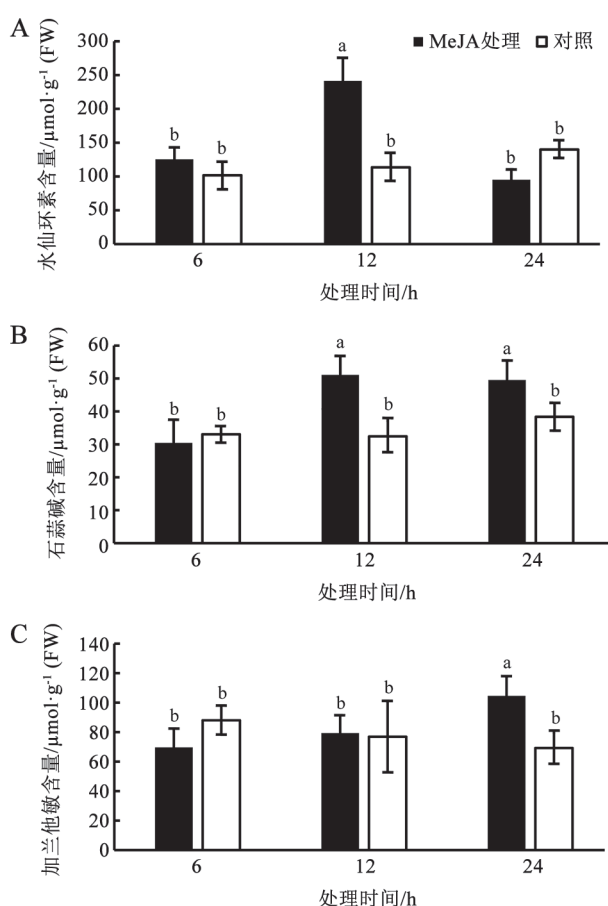 A
水仙环素含量/μmol·g⁻¹ (FW)
300
250
200
150
100
50
0
MeJA处理
对照
b
b
a
b
b
b
6
12
24
处理时间/h
B
石蒜碱含量/μmol·g⁻¹ (FW)
60
50
40
30
20
10
0
b
b
a
b
a
b
6
12
24
处理时间/h
C
加兰他敏含量/μmol·g⁻¹ (FW)
140
120
100
80
60
40
20
0
b
b
b
b
a
b
6
12
24
处理时间/h